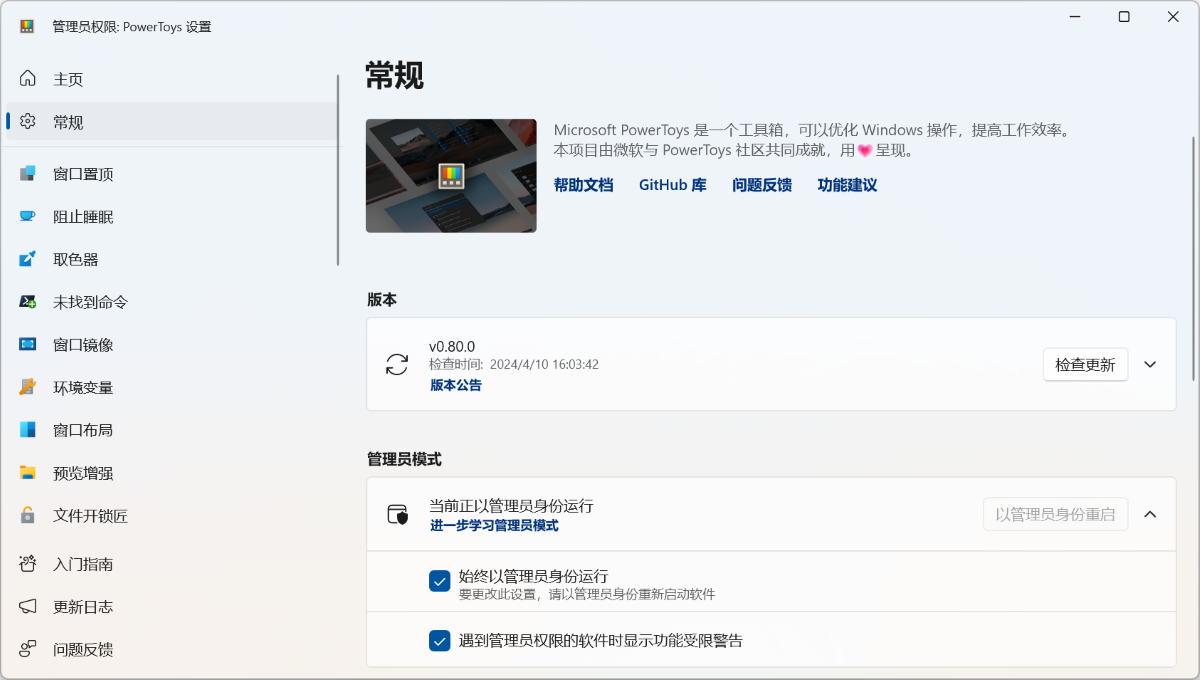 管理员权限: PowerToys 设置
主页
常规
窗口置顶
阻止睡眠
取色器
未找到命令
窗口镜像
环境变量
窗口布局
预览增强
文件开锁匠
入门指南
更新日志
问题反馈
常规
Microsoft PowerToys 是一个工具箱，可以优化 Windows 操作，提高工作效率。
本项目由微软与 PowerToys 社区共同成就，用💗呈现。
帮助文档 GitHub 库 问题反馈 功能建议
版本
v0.80.0
检查时间: 2024/4/10 16:03:42
版本公告
检查更新
管理员模式
当前正以管理员身份运行
进一步学习管理员模式
以管理员身份重启
始终以管理员身份运行
要更改此设置，请以管理员身份重新启动软件
遇到管理员权限的软件时显示功能受限警告